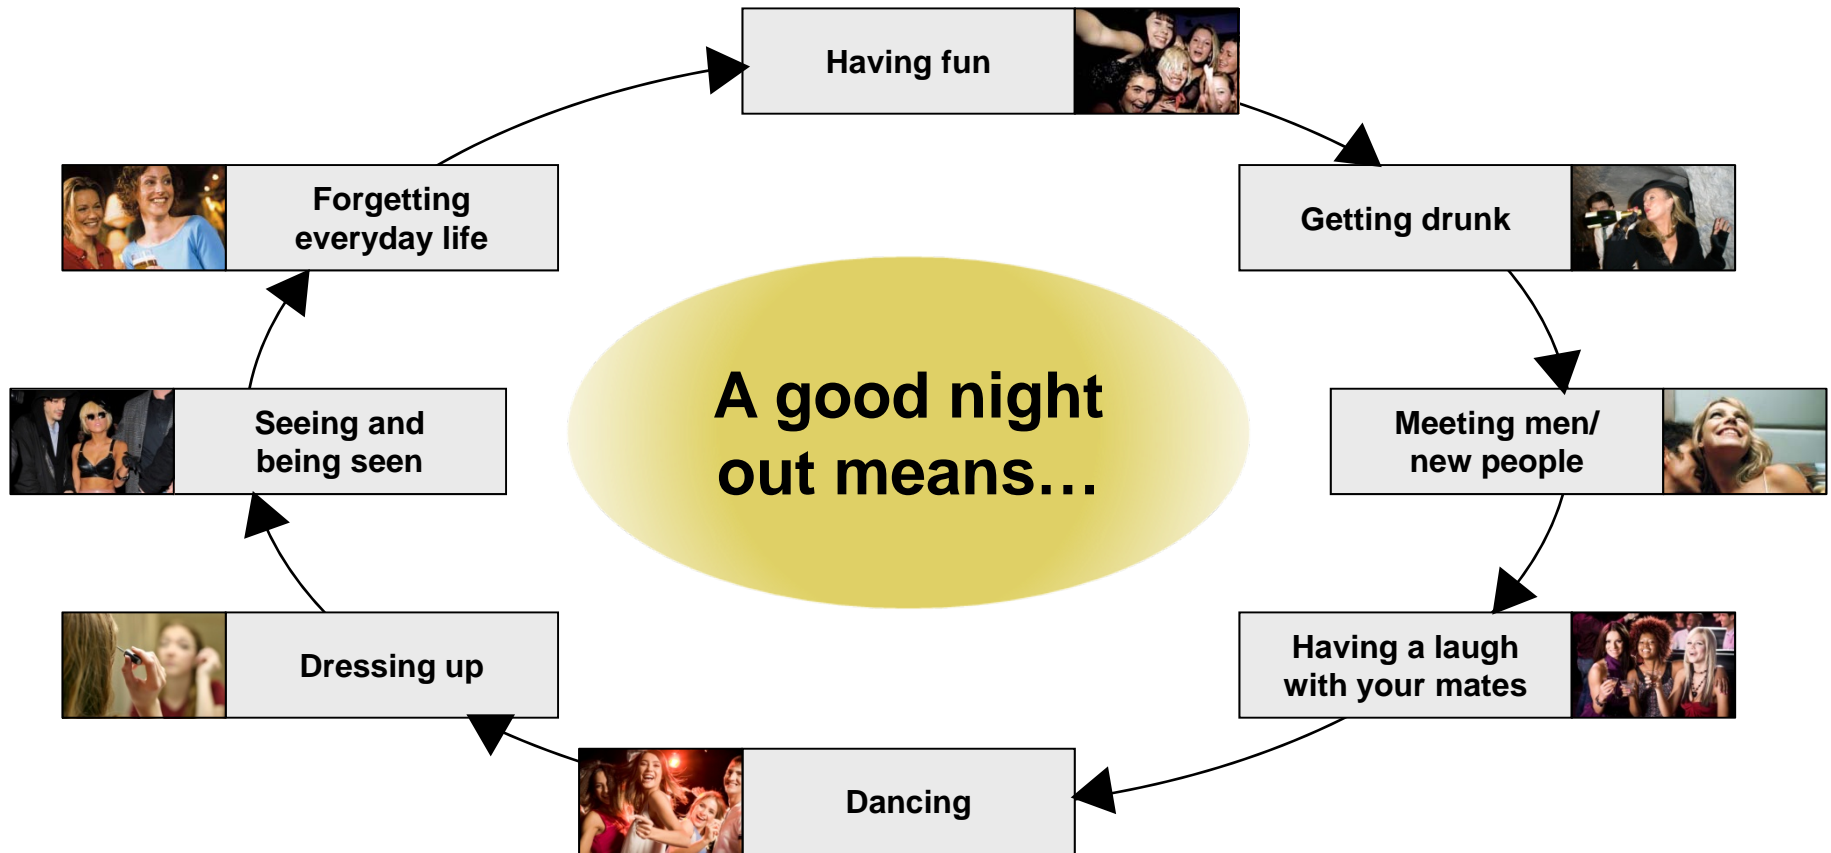 Having fun
Getting drunk
Meeting men/
new people
Having a laugh
with your mates
Dancing
Dressing up
Seeing and
being seen
Forgetting
everyday life
A good night
out means…